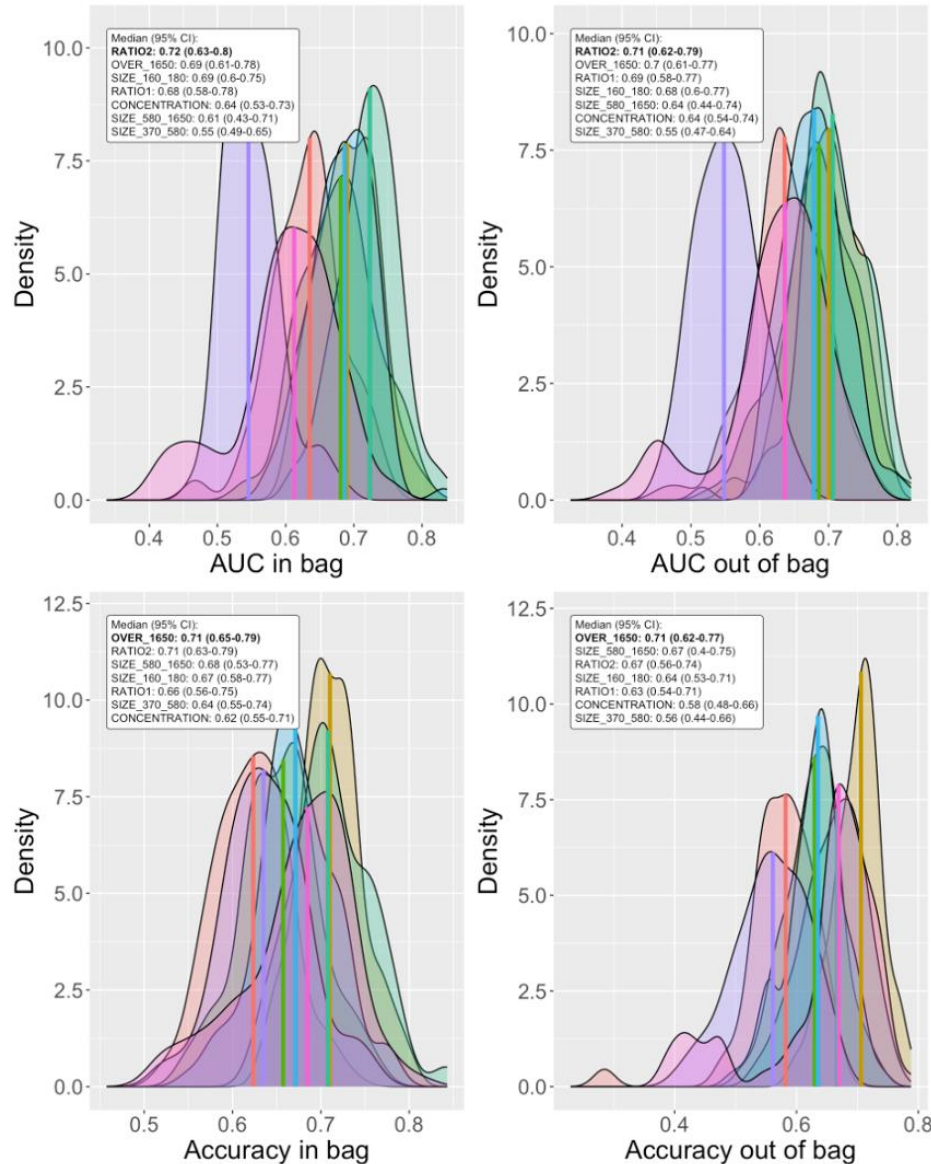 10.0
7.5
5.0
2.5
0.0
Density
Median (95% CI):
RATIO2: 0.72 (0.63-0.8)
OVER_1650: 0.69 (0.61-0.78)
SIZE_160_180: 0.69 (0.6-0.75)
RATIO1: 0.68 (0.58-0.78)
CONCENTRATION: 0.64 (0.53-0.73)
SIZE_580_1650: 0.61 (0.43-0.71)
SIZE_370_580: 0.55 (0.49-0.65)
0.4 0.5 0.6 0.7 0.8
AUC in bag
10.0
7.5
5.0
2.5
0.0
Density
Median (95% CI):
RATIO2: 0.71 (0.62-0.79)
OVER_1650: 0.7 (0.61-0.77)
RATIO1: 0.69 (0.58-0.77)
SIZE_160_180: 0.68 (0.6-0.77)
SIZE_580_1650: 0.64 (0.44-0.74)
CONCENTRATION: 0.64 (0.54-0.74)
SIZE_370_580: 0.55 (0.47-0.64)
0.4 0.5 0.6 0.7 0.8
AUC out of bag
12.5
10.0
7.5
5.0
2.5
0.0
Density
Median (95% CI):
OVER_1650: 0.71 (0.65-0.79)
RATIO2: 0.71 (0.63-0.79)
SIZE_580_1650: 0.68 (0.53-0.77)
SIZE_160_180: 0.67 (0.58-0.77)
RATIO1: 0.66 (0.56-0.75)
SIZE_370_580: 0.64 (0.55-0.74)
CONCENTRATION: 0.62 (0.55-0.71)
0.5 0.6 0.7 0.8
Accuracy in bag
12.5
10.0
7.5
5.0
2.5
0.0
Density
Median (95% CI):
OVER_1650: 0.71 (0.62-0.77)
SIZE_580_1650: 0.67 (0.4-0.75)
RATIO2: 0.67 (0.56-0.74)
SIZE_160_180: 0.64 (0.53-0.71)
RATIO1: 0.63 (0.54-0.71)
CONCENTRATION: 0.58 (0.48-0.66)
SIZE_370_580: 0.56 (0.44-0.66)
0.4 0.6 0.8
Accuracy out of bag